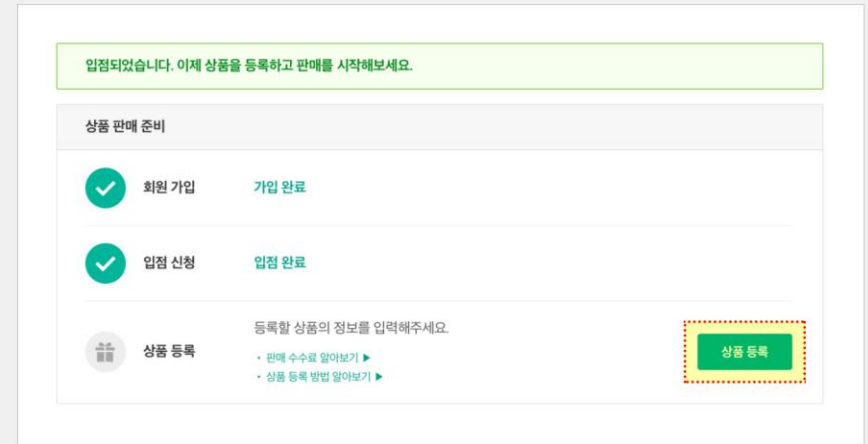 입점되었습니다. 이제 상품을 등록하고 판매를 시작해보세요.
상품 판매 준비
회원 가입 가입 완료
입점 신청 입점 완료
등록할 상품의 정보를 입력해주세요.
상품 등록
• 판매 수수료 알아보기 ▶
• 상품 등록 방법 알아보기 ▶
상품 등록